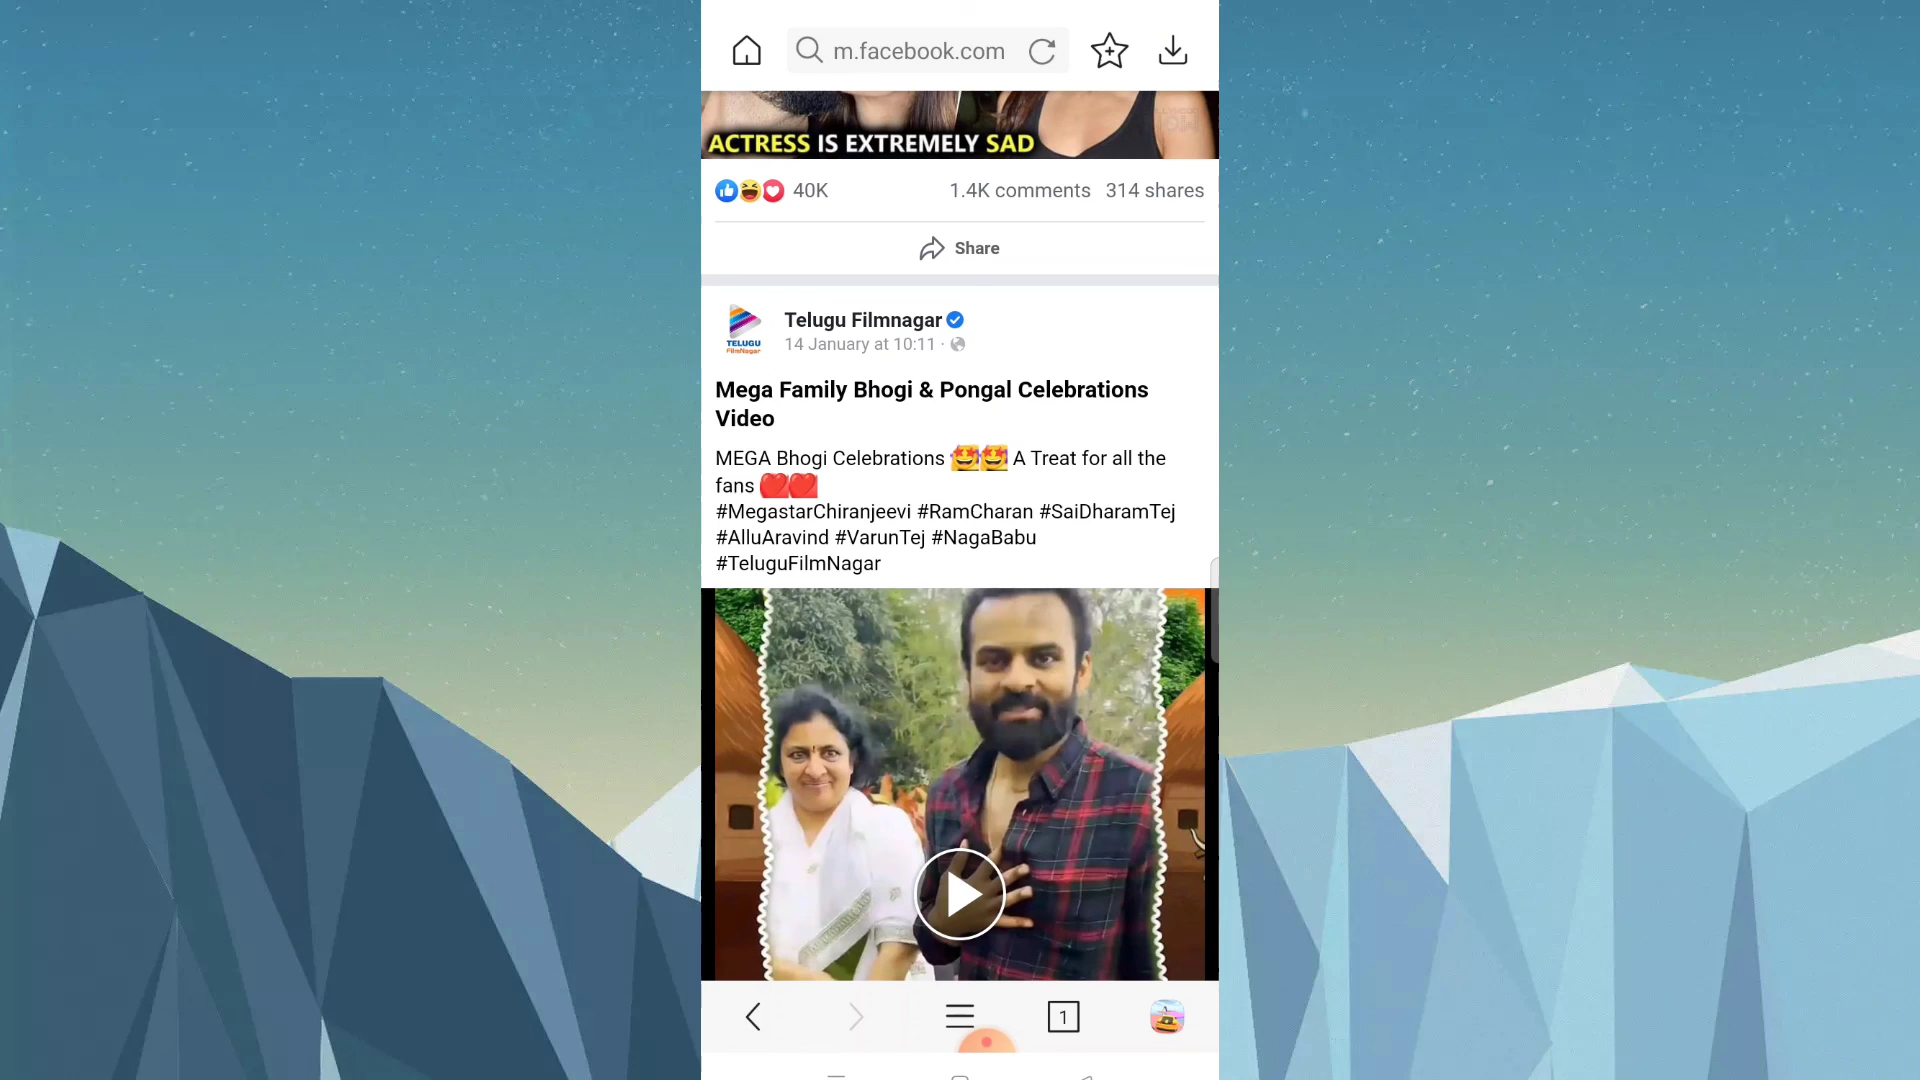 m.facebook.com
ACTRESS IS EXTREMELY SAD
40K 1.4K comments 314 shares
Share
TELUGU
FilmNagar
Telugu Filmnagar
14 January at 10:11 ·
Mega Family Bhogi & Pongal Celebrations
Video
MEGA Bhogi Celebrations 🤩🤩 A Treat for all the
fans ❤️❤️
#MegastarChiranjeevi #RamCharan #SaiDharamTej
#AlluAravind #VarunTej #NagaBabu
#TeluguFilmNagar
1